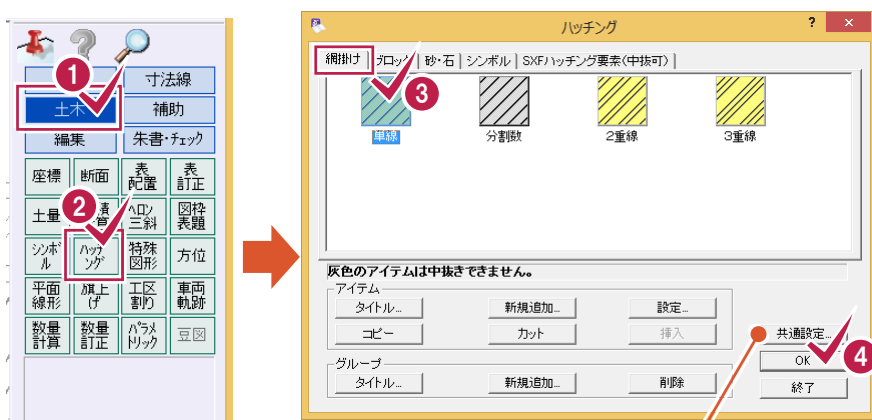 1
寸法線
土木
補助
編集
朱書・チェック
座標
断面
表
配置
表
訂正
土量
2
ヘロン
三斜
図枠
表題
シンボ
ル
ハッチ
ング
特殊
図形
方位
平面
線形
旗上
げ
工区
割り
車両
軌跡
数量
計算
数量
訂正
パラメ
トリック
豆図
ハッチング
?
×
網掛け
ブロック
砂・石
シンボル
SXFハッチング要素(中抜可)
3
単線
分割数
2重線
3重線
灰色のアイテムは中抜きできません。
アイテム
タイトル...
新規追加...
設定...
コピー
カット
挿入
共通設定...
グループ
OK
4
タイトル...
新規追加...
削除
終了